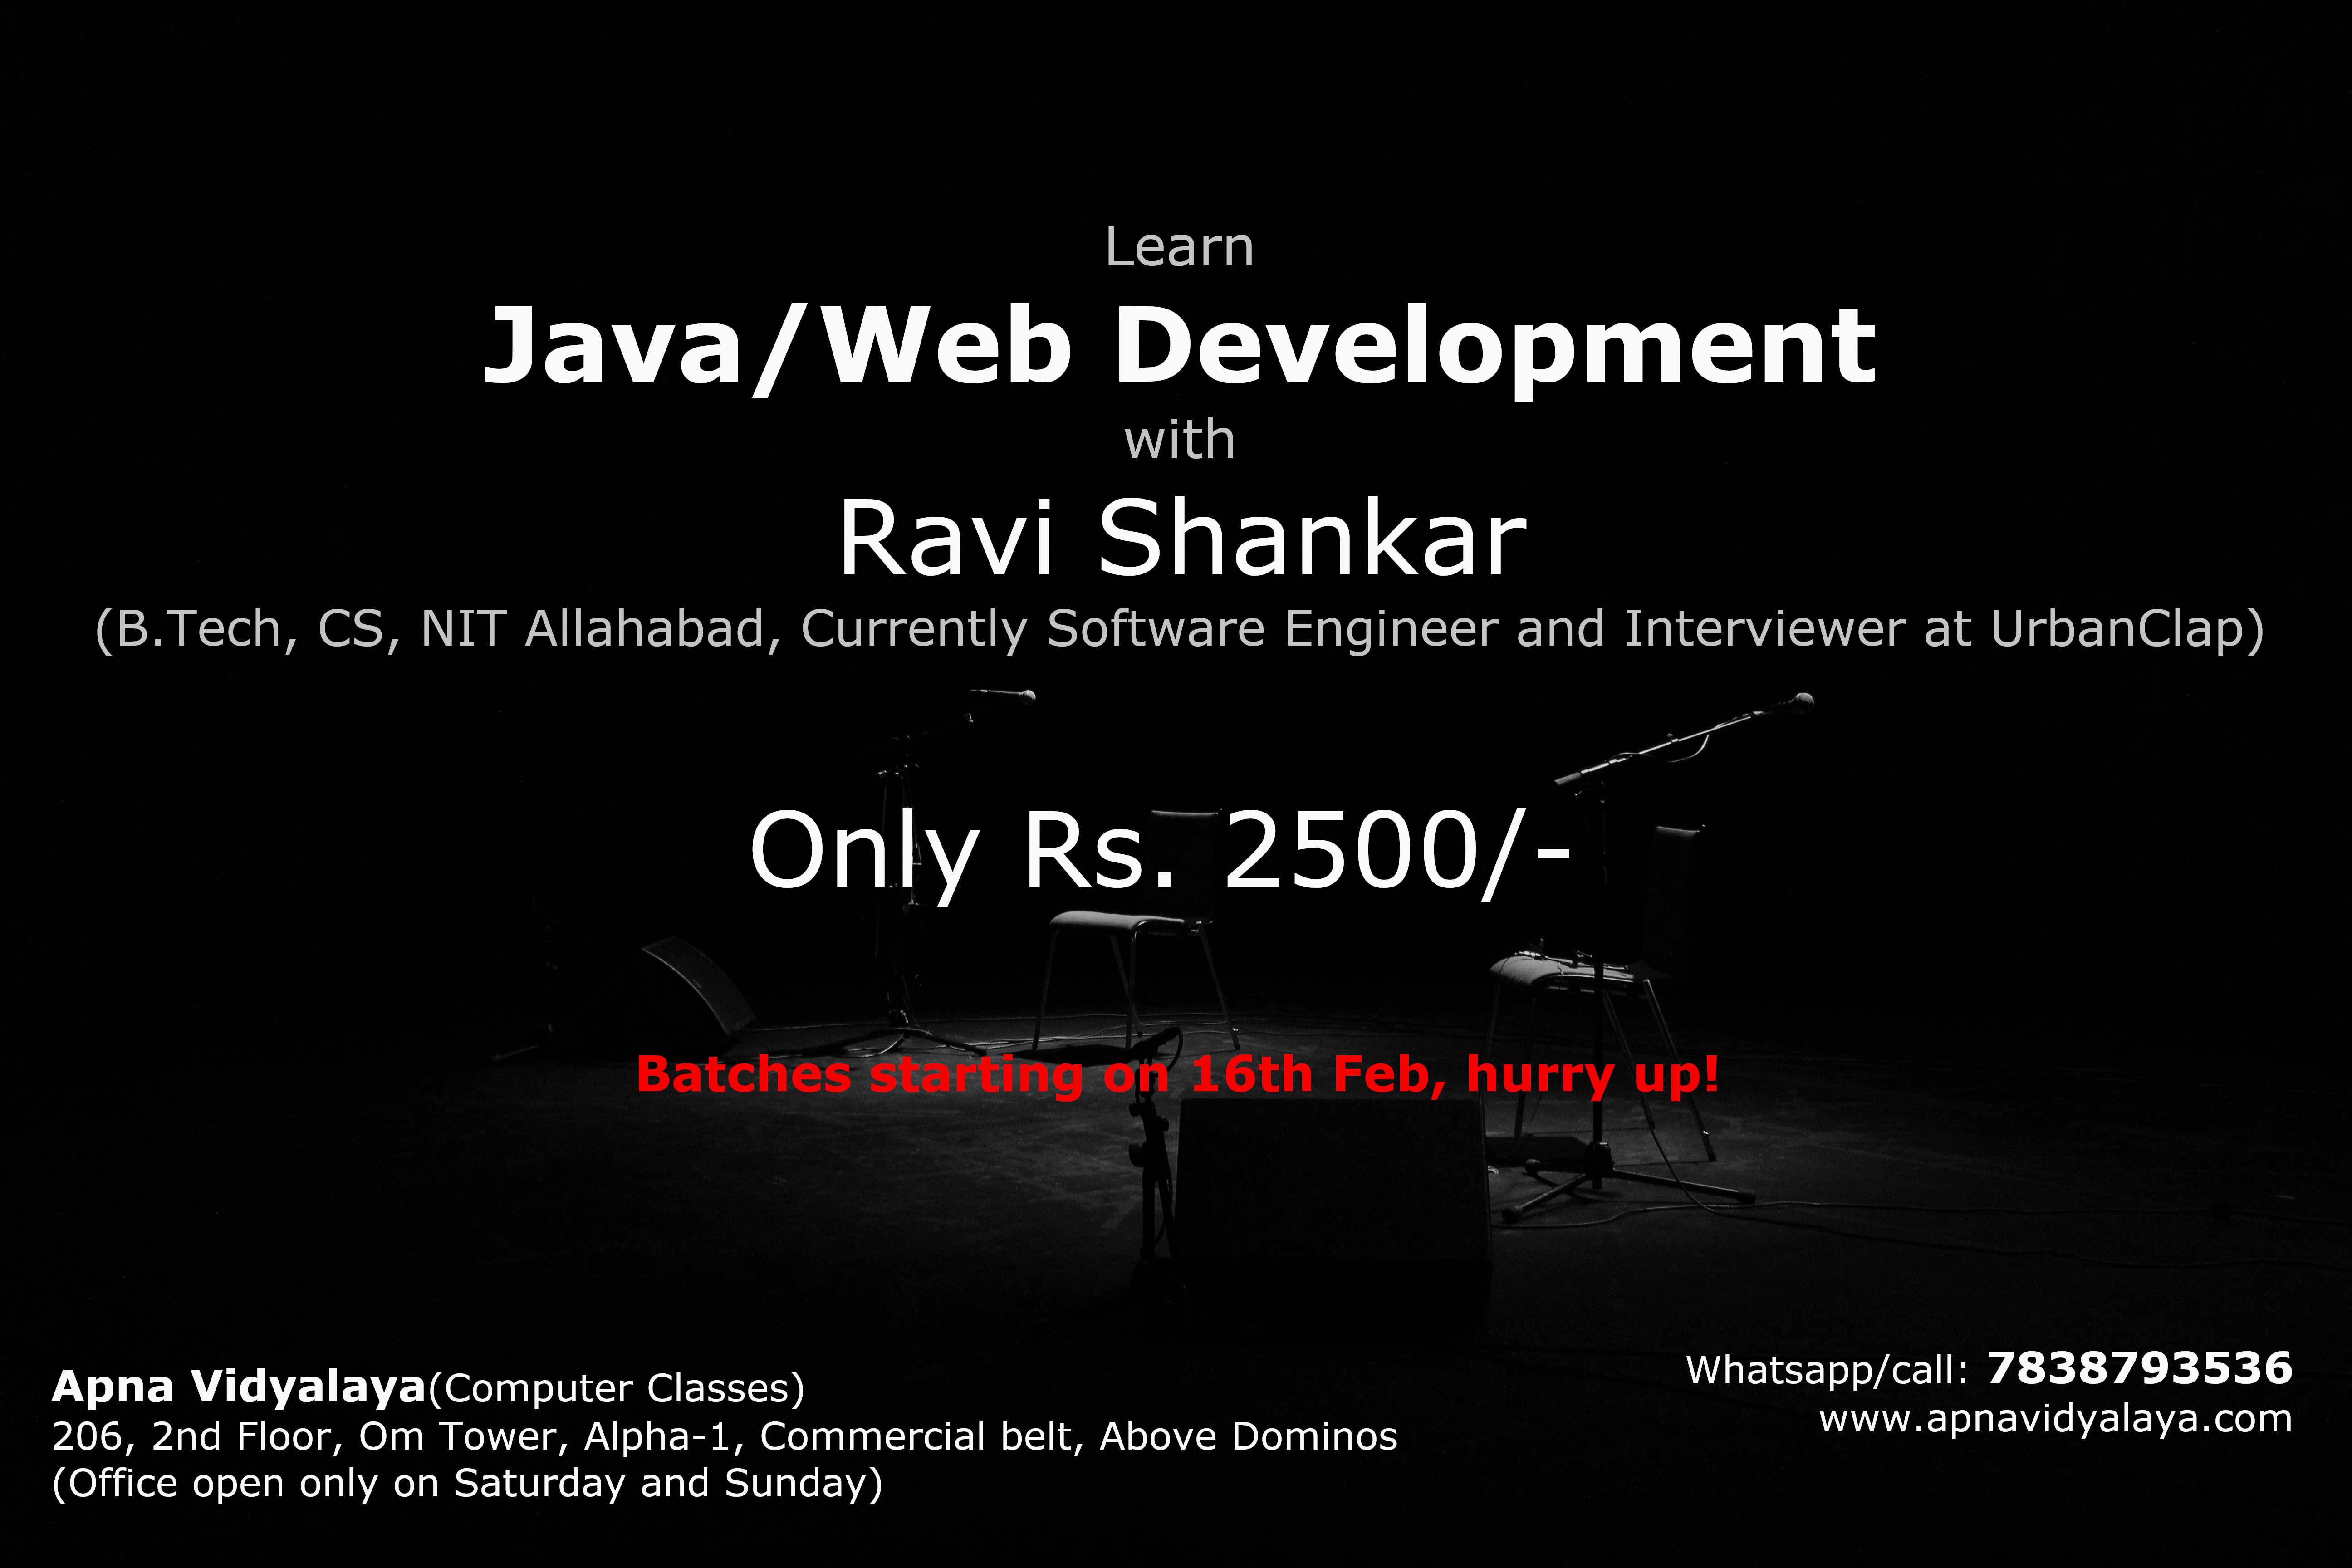 Learn
Java/Web Development
with
Ravi Shankar
(B.Tech, CS, NIT Allahabad, Currently Software Engineer and Interviewer at UrbanClap)
Only Rs. 2500/-
Batches starting on 16th Feb, hurry up!
Apna Vidyalaya(Computer Classes)
206, 2nd Floor, Om Tower, Alpha-1, Commercial belt, Above Dominos
(Office open only on Saturday and Sunday)
Whatsapp/call: 7838793536
www.apnavidyalaya.com